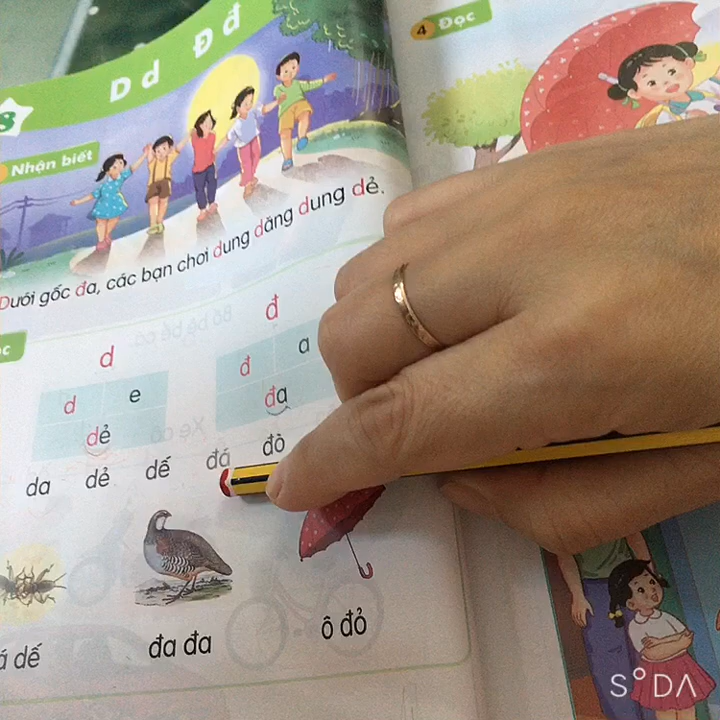 D d Đ đ
4 Đọc
Nhận biết
Dưới gốc đa, các bạn chơi dung dăng dung dẻ.
d đ
d e đ a
dẻ đa
da dẻ dế đá đò
dế đa đa ô đỏ
SODA